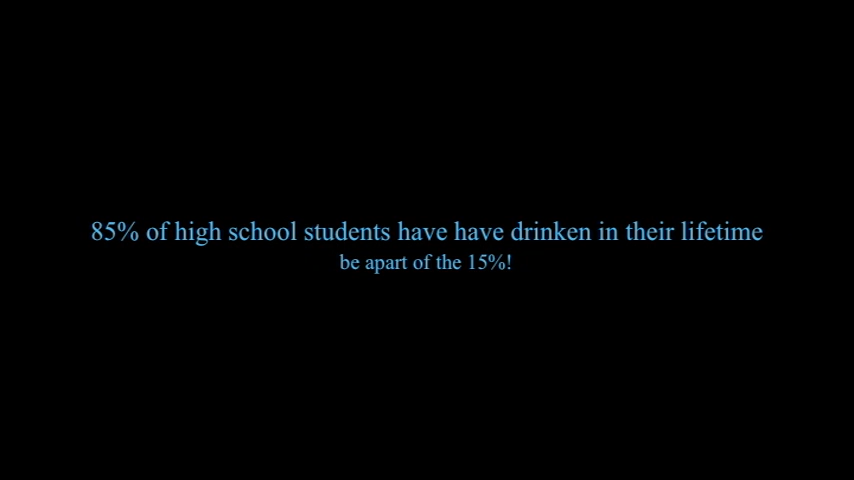 85% of high school students have have drinken in their lifetime
be apart of the 15%!